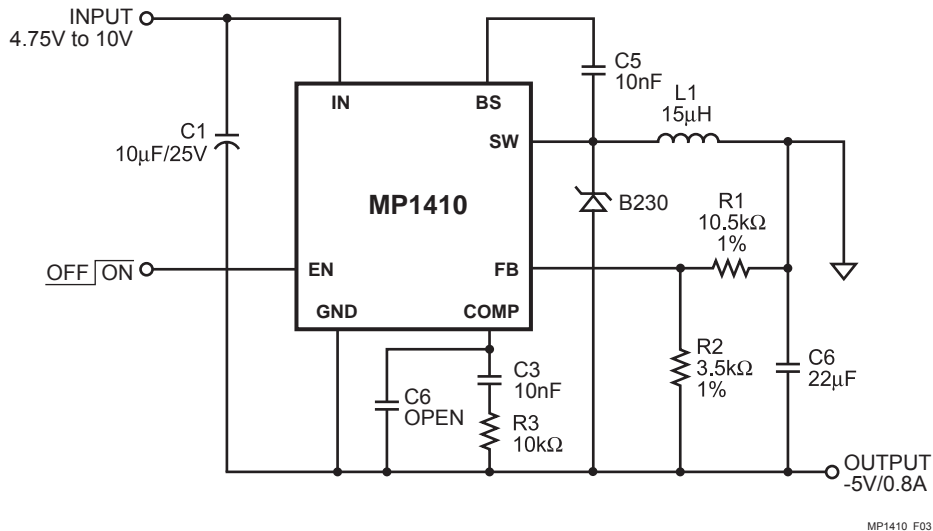 INPUT
4.75V to 10V
C1
10μF/25V
OFF ON
IN
BS
SW
MP1410
EN
FB
GND
COMP
C5
10nF
L1
15μH
B230
R1
10.5kΩ
1%
R2
3.5kΩ
1%
C6
22μF
C6
OPEN
C3
10nF
R3
10kΩ
OUTPUT
-5V/0.8A
MP1410_F03